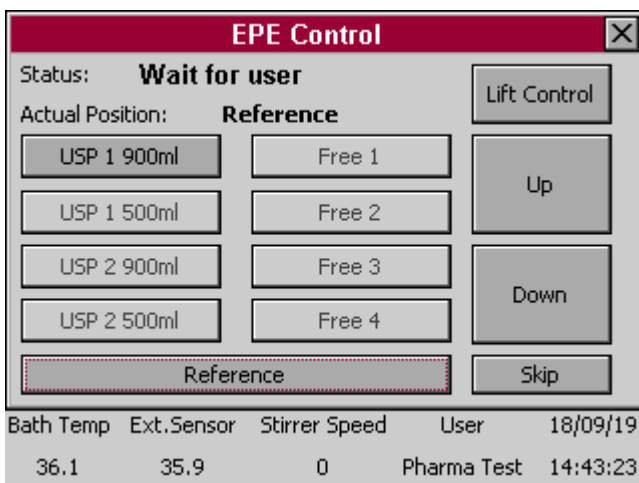 EPE Control
Status: Wait for user
Lift Control
Actual Position: Reference
USP 1 900ml Free 1
Up
USP 1 500ml Free 2
USP 2 900ml Free 3
Down
USP 2 500ml Free 4
Reference Skip
Bath Temp Ext.Sensor Stirrer Speed User 18/09/19
36.1 35.9 0 Pharma Test 14:43:23